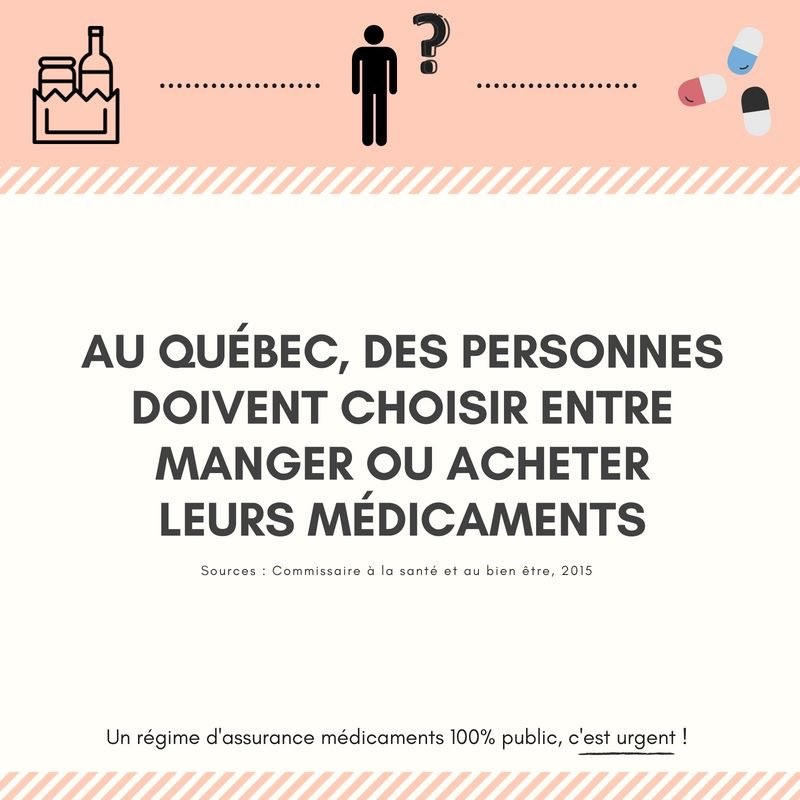 ?
AU QUÉBEC, DES PERSONNES
DOIVENT CHOISIR ENTRE
MANGER OU ACHETER
LEURS MÉDICAMENTS
Sources : Commissaire à la santé et au bien être, 2015
Un régime d'assurance médicaments 100% public, c'est urgent !